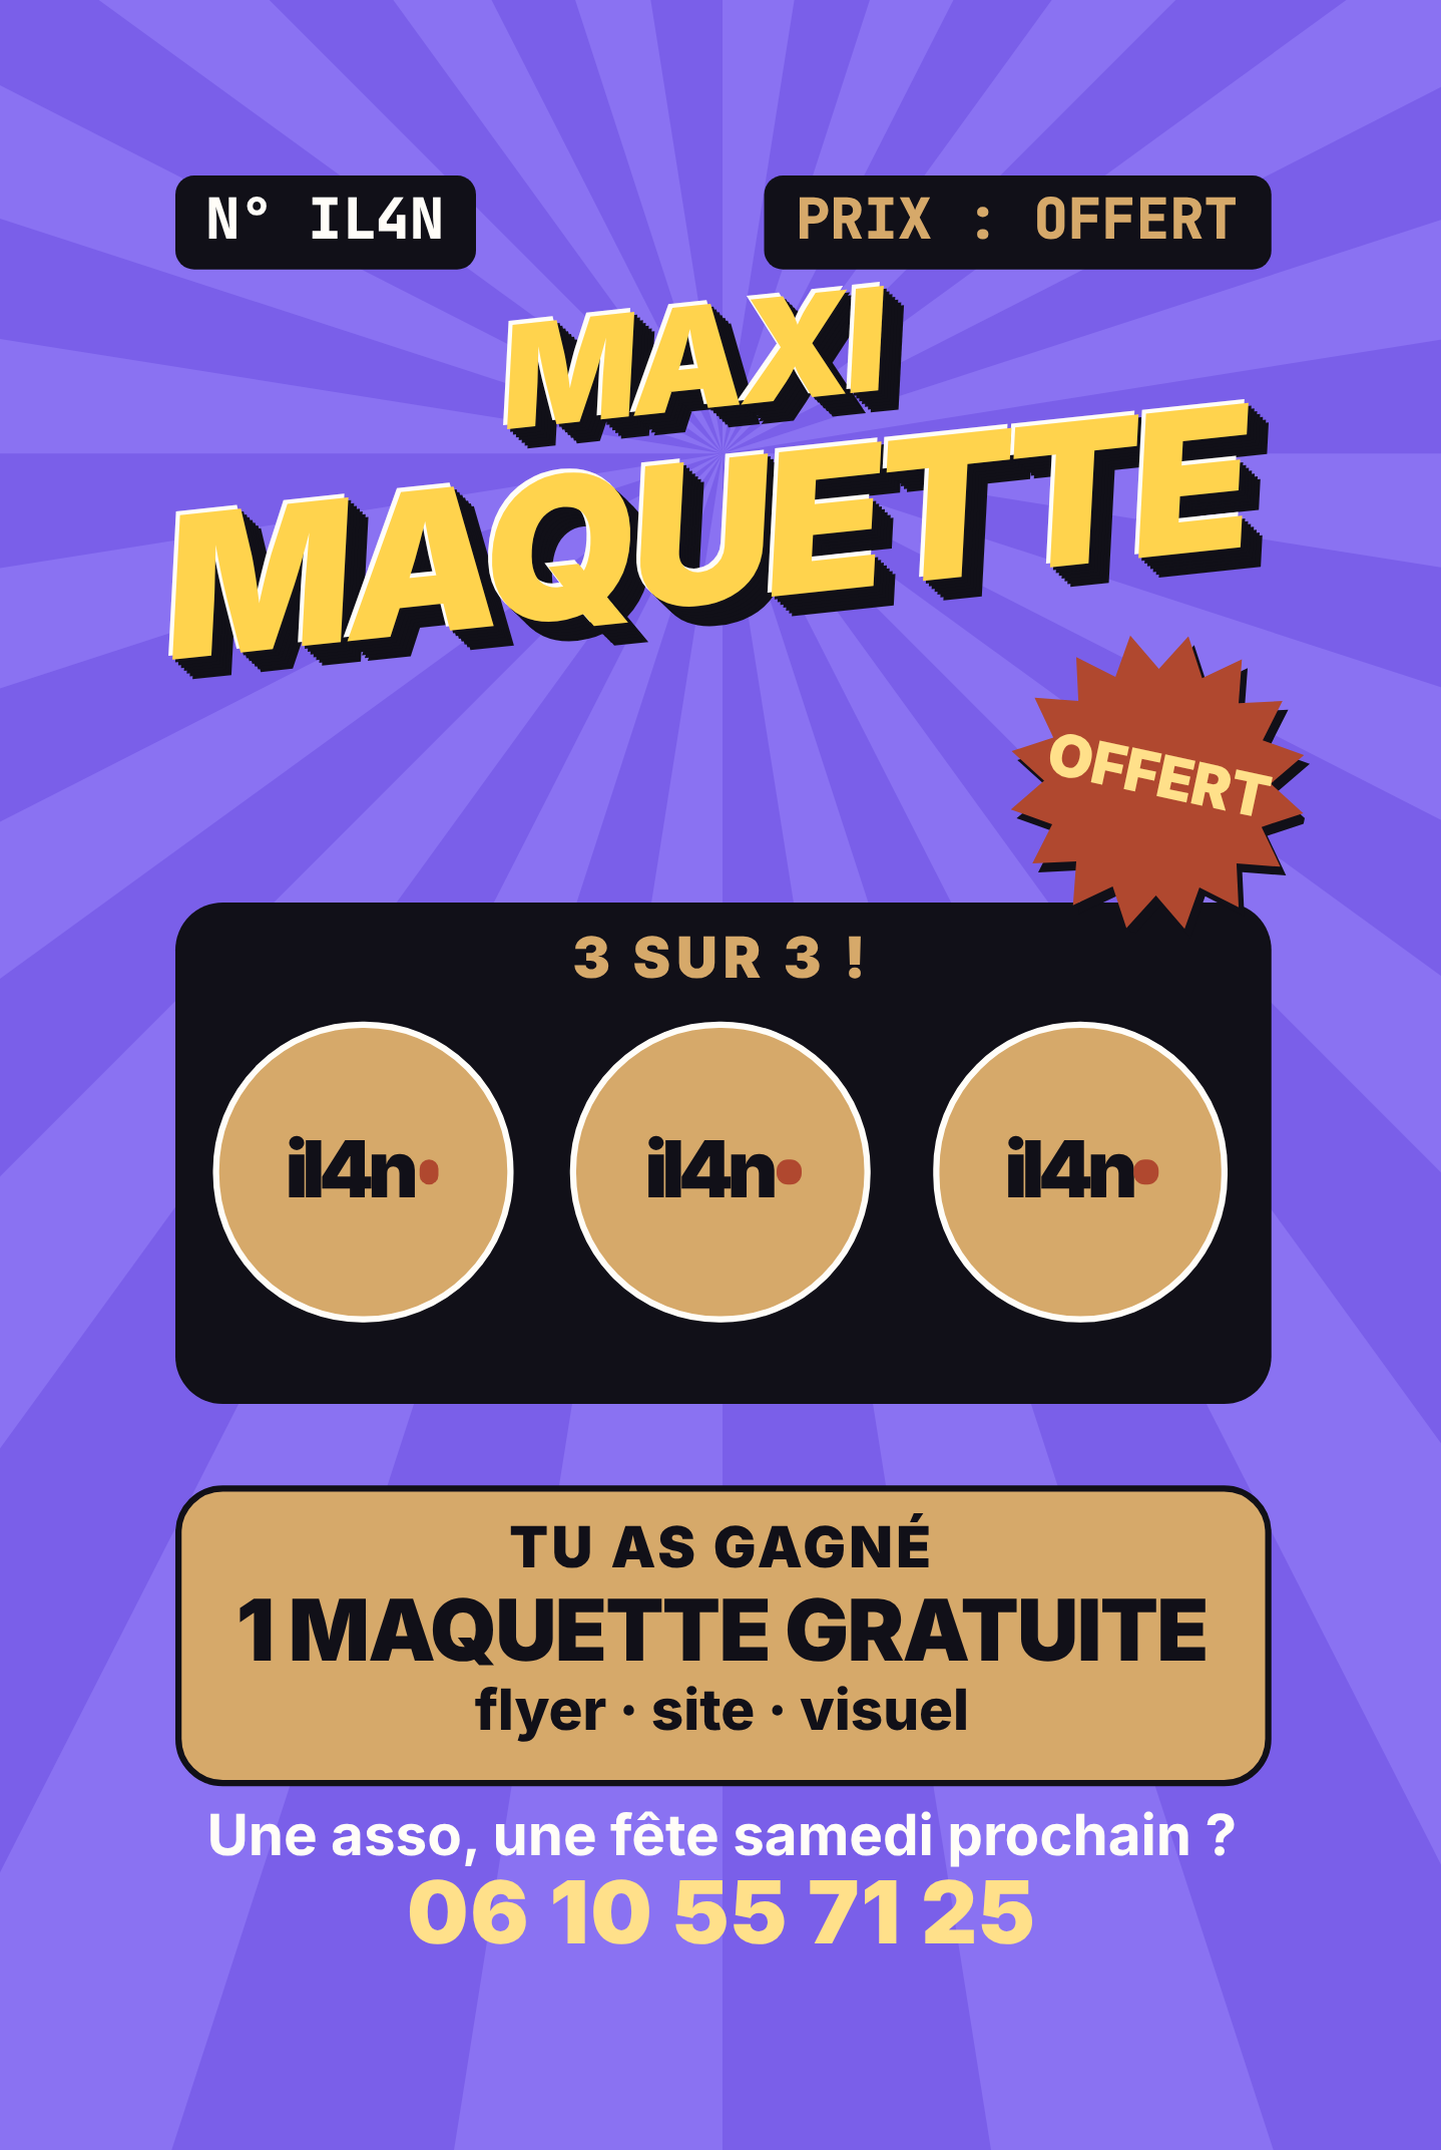 N° IL4N
PRIX : OFFERT
MAXI
MAQUETTE
OFFERT
3 SUR 3 !
il4n
il4n
il4n
TU AS GAGNÉ
1 MAQUETTE GRATUITE
flyer · site · visuel
Une asso, une fête samedi prochain ?
06 10 55 71 25